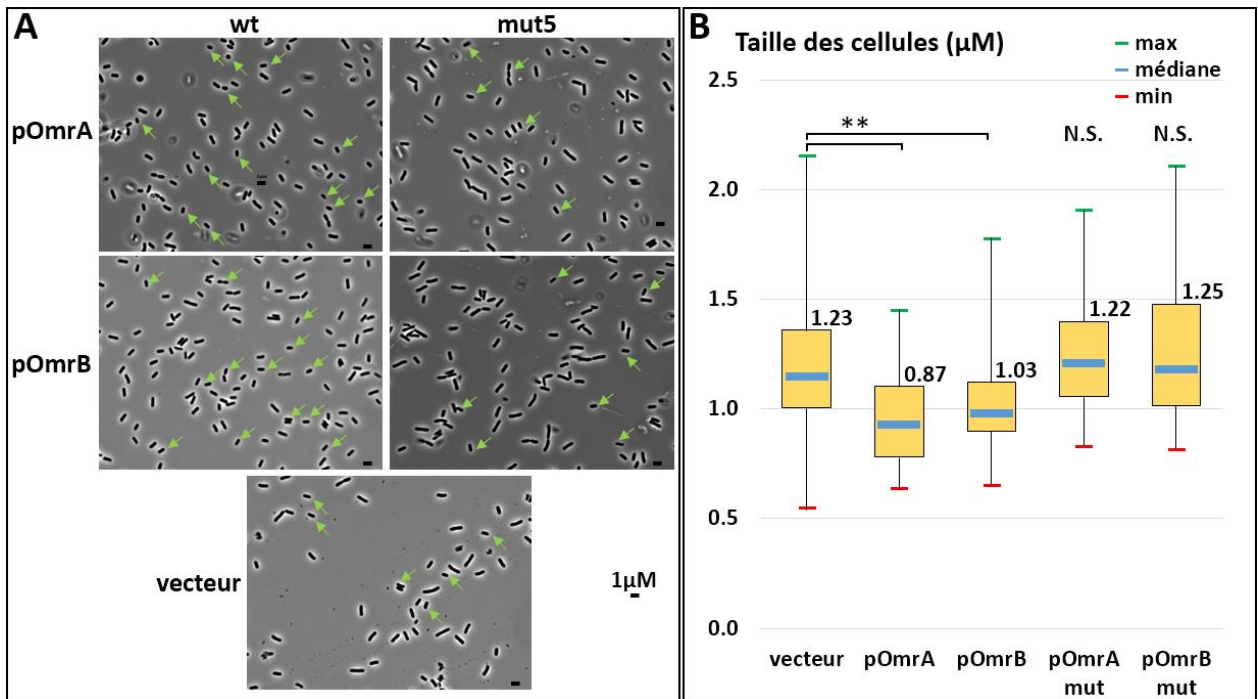 A
wt
mut5
pOmrA
pOmrB
vecteur
1µM
B
Taille des cellules (µM)
max
médiane
min
2.5
2.0
1.5
1.0
0.5
0.0
**
N.S.
N.S.
1.23
0.87
1.03
1.22
1.25
vecteur
pOmrA
pOmrB
pOmrA
mut
pOmrB
mut